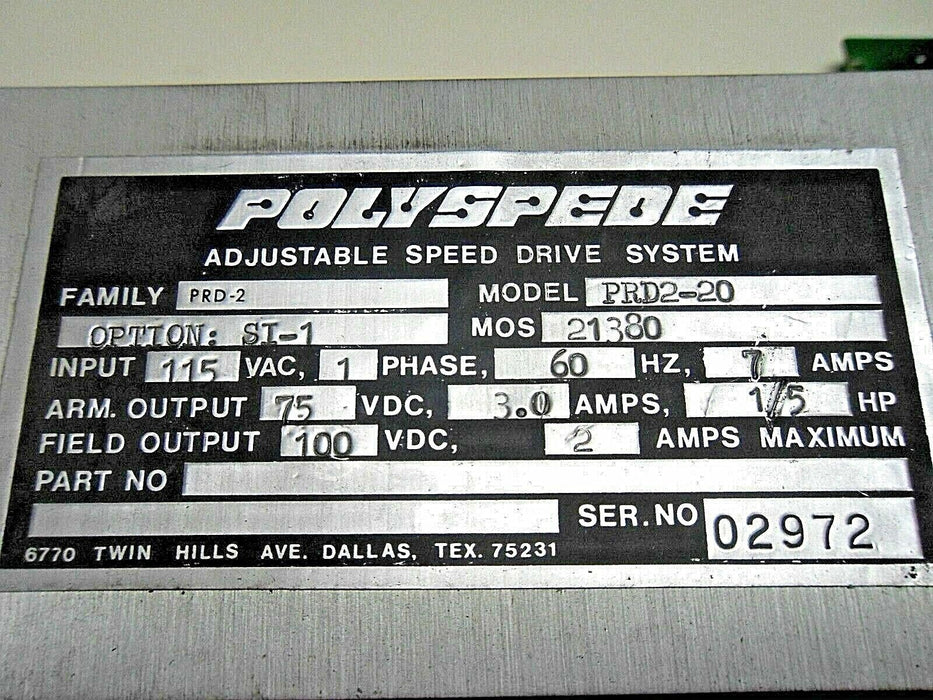 POLYSPEDE
ADJUSTABLE SPEED DRIVE SYSTEM
FAMILY PRD-2 MODEL PRD2-20
OPTION: SI-1 MOS 21380
INPUT 115 VAC, 1 PHASE, 60 HZ, 7 AMPS
ARM. OUTPUT 75 VDC, 3.0 AMPS, 1/5 HP
FIELD OUTPUT 100 VDC, 2 AMPS MAXIMUM
PART NO
SER. NO 02972
6770 TWIN HILLS AVE. DALLAS, TEX. 75231